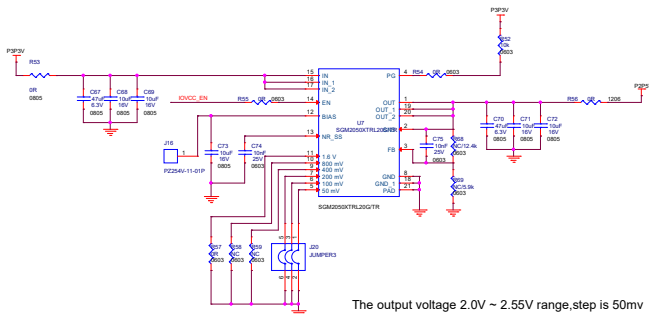 P3P3V
P3P3V
R53
0R
0805
C67
47uF
6.3V
0805
C68
10uF
16V
C69
10uF
16V
0805
IOVCC_EN
R55
0R
0603
J16
1
PZ254V-11-01P
C73
10uF
16V
0805
C74
10nF
25V
0603
15
IN
16
IN_1
17
IN_2
14
EN
12
BIAS
13
NR_SS
11
1.6 V
800 mV
9
400 mV
7
200 mV
6
100 mV
5
50 mV
U7
SGM2050XTRL20G/TR
SGM2050XTRL20G/TR
PG
4
R54
0R
0603
R52
10k
0603
OUT
1
OUT_1
19
OUT_2
20
2
FB
3
GND
8
GND_1
18
PAD
21
C75
10nF
25V
0603
R68
NC/12.4k
0603
R69
NC/5.9k
0603
C70
47uF
6.3V
0805
C71
10uF
16V
C72
10uF
16V
0805
R56
0R
1206
P2P5
R57
0R
0603
R58
NC
0603
R59
NC
0603
5
3
1
6
4
2
J20
JUMPER3
The output voltage 2.0V ~ 2.55V range,step is 50mv